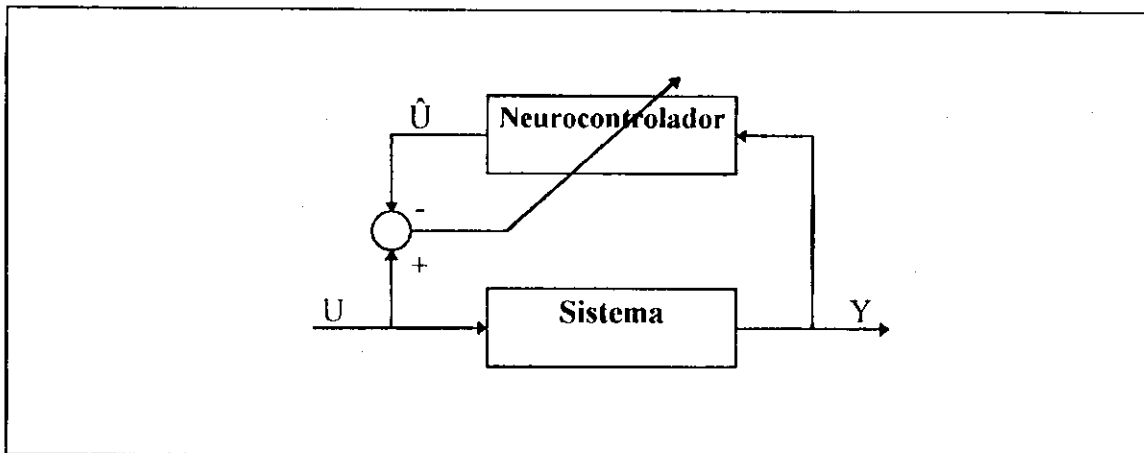 Neurocontrolador
Û
-
+
U
Sistema
Y